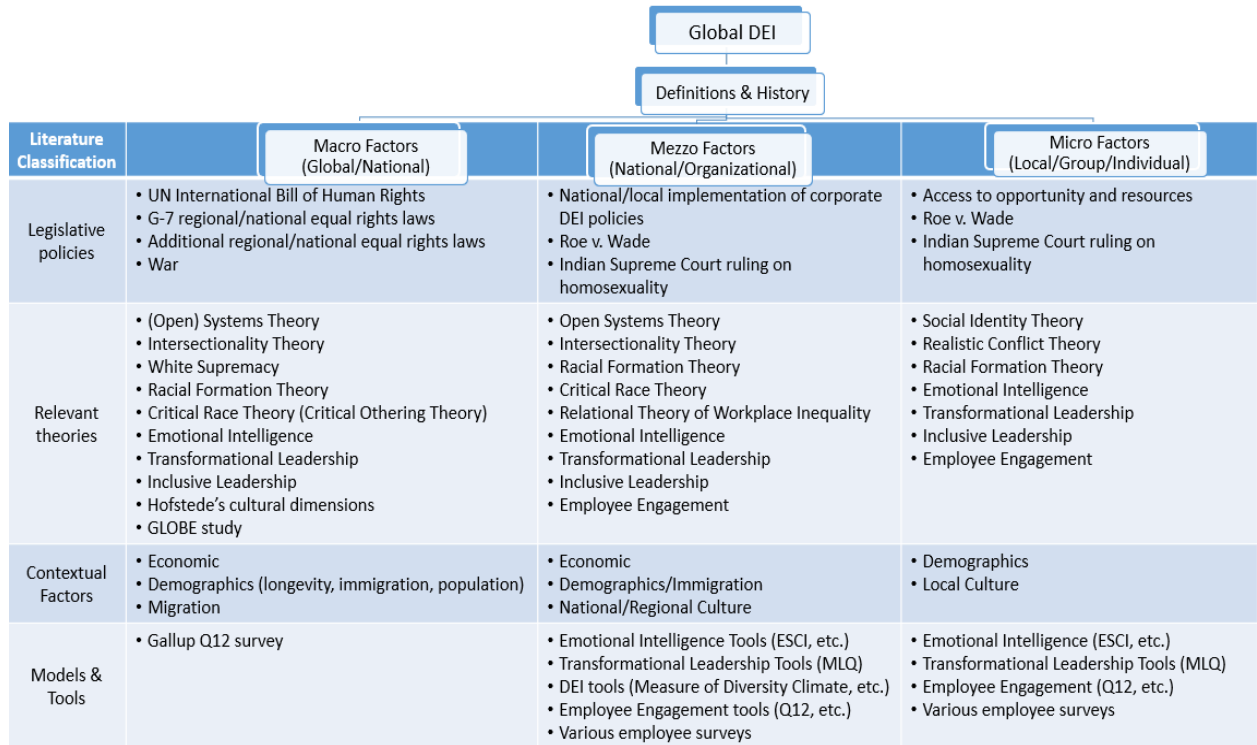 Global DEI
Definitions & History
Literature
Classification
Macro Factors
(Global/National)
Mezzo Factors
(National/Organizational)
Micro Factors
(Local/Group/Individual)
Legislative
policies
• UN International Bill of Human Rights
• G-7 regional/national equal rights laws
• Additional regional/national equal rights laws
• War
• National/local implementation of corporate
DEI policies
• Roe v. Wade
• Indian Supreme Court ruling on
homosexuality
• Access to opportunity and resources
• Roe v. Wade
• Indian Supreme Court ruling on
homosexuality
Relevant
theories
• (Open) Systems Theory
• Intersectionality Theory
• White Supremacy
• Racial Formation Theory
• Critical Race Theory (Critical Othering Theory)
• Emotional Intelligence
• Transformational Leadership
• Inclusive Leadership
• Hofstede's cultural dimensions
• GLOBE study
• Open Systems Theory
• Intersectionality Theory
• Racial Formation Theory
• Critical Race Theory
• Relational Theory of Workplace Inequality
• Emotional Intelligence
• Transformational Leadership
• Inclusive Leadership
• Employee Engagement
• Social Identity Theory
• Realistic Conflict Theory
• Racial Formation Theory
• Emotional Intelligence
• Transformational Leadership
• Inclusive Leadership
• Employee Engagement
Contextual
Factors
• Economic
• Demographics (longevity, immigration, population)
• Migration
• Economic
• Demographics/Immigration
• National/Regional Culture
• Demographics
• Local Culture
Models &
Tools
• Gallup Q12 survey
• Emotional Intelligence Tools (ESCI, etc.)
• Transformational Leadership Tools (MLQ)
• DEI tools (Measure of Diversity Climate, etc.)
• Employee Engagement tools (Q12, etc.)
• Various employee surveys
• Emotional Intelligence (ESCI, etc.)
• Transformational Leadership Tools (MLQ)
• Employee Engagement (Q12, etc.)
• Various employee surveys